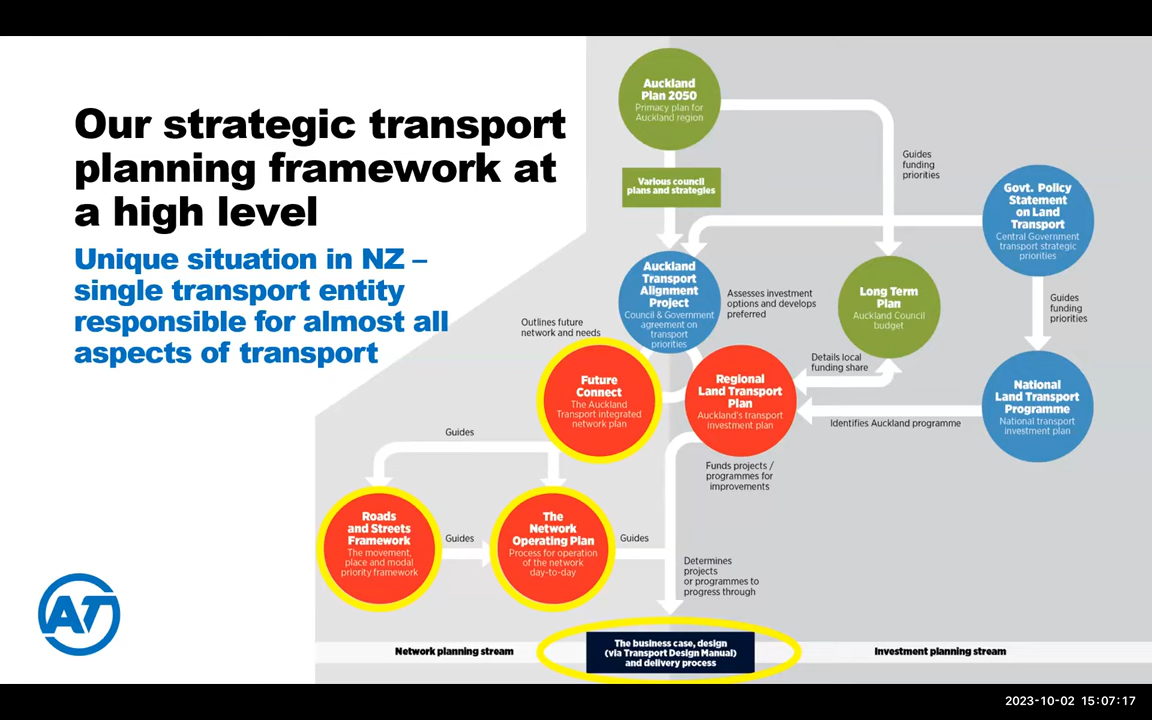 Our strategic transport
planning framework at
a high level
Unique situation in NZ –
single transport entity
responsible for almost all
aspects of transport
AT
Auckland
Plan 2050
Primacy plan for
Auckland region
Various council
plans and strategies
Guides
funding
priorities
Govt. Policy
Statement
on Land
Transport
Central Government
transport strategic
priorities
Auckland
Transport
Alignment
Project
Council & Government
agreement on
transport
priorities
Assesses investment
options and develops
preferred
Long Term
Plan
Auckland Council
budget
Guides
funding
priorities
Outlines future
network and needs
Details local
funding share
Future
Connect
The Auckland
Transport integrated
network plan
Regional
Land Transport
Plan
Auckland's transport
investment plan
National
Land Transport
Programme
National transport
investment plan
Identifies Auckland programme
Guides
Funds projects /
programmes for
improvements
Roads
and Streets
Framework
The movement,
place and modal
priority framework
Guides
The
Network
Operating Plan
Process for operation
of the network
day-to-day
Guides
Determines
projects
or programmes to
progress through
Network planning stream
The business case, design
(via Transport Design Manual)
and delivery process
Investment planning stream
2023-10-02 15:07:17